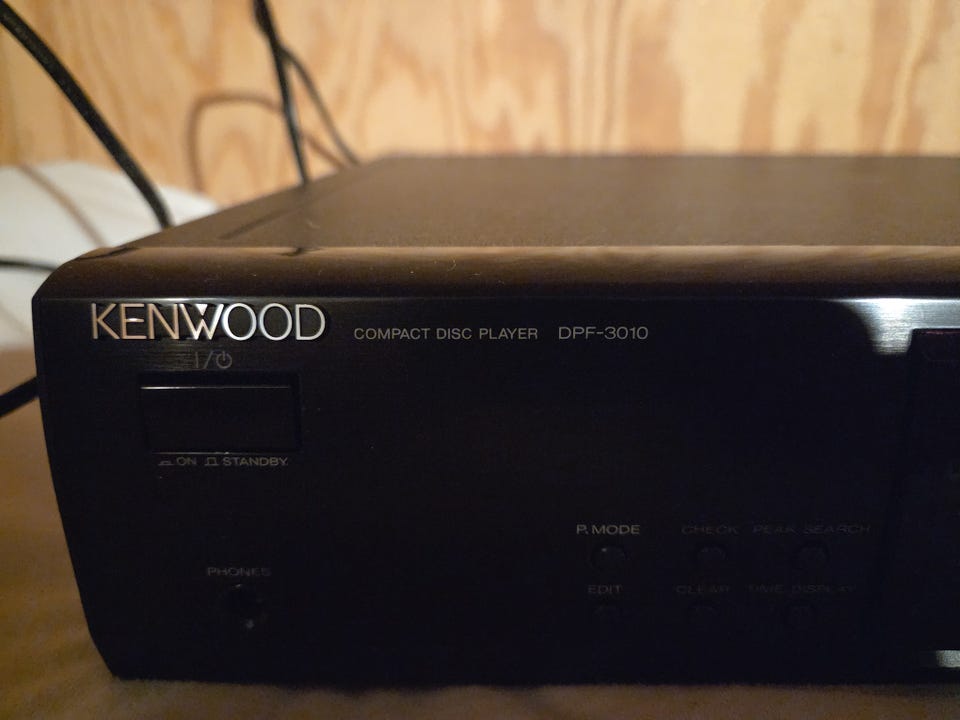 KENWOOD COMPACT DISC PLAYER DPF-3010
I/⏻
ON STANDBY
P.MODE CHECK PEAK SEARCH
PHONES
EDIT CLEAR TIME DISPLAY